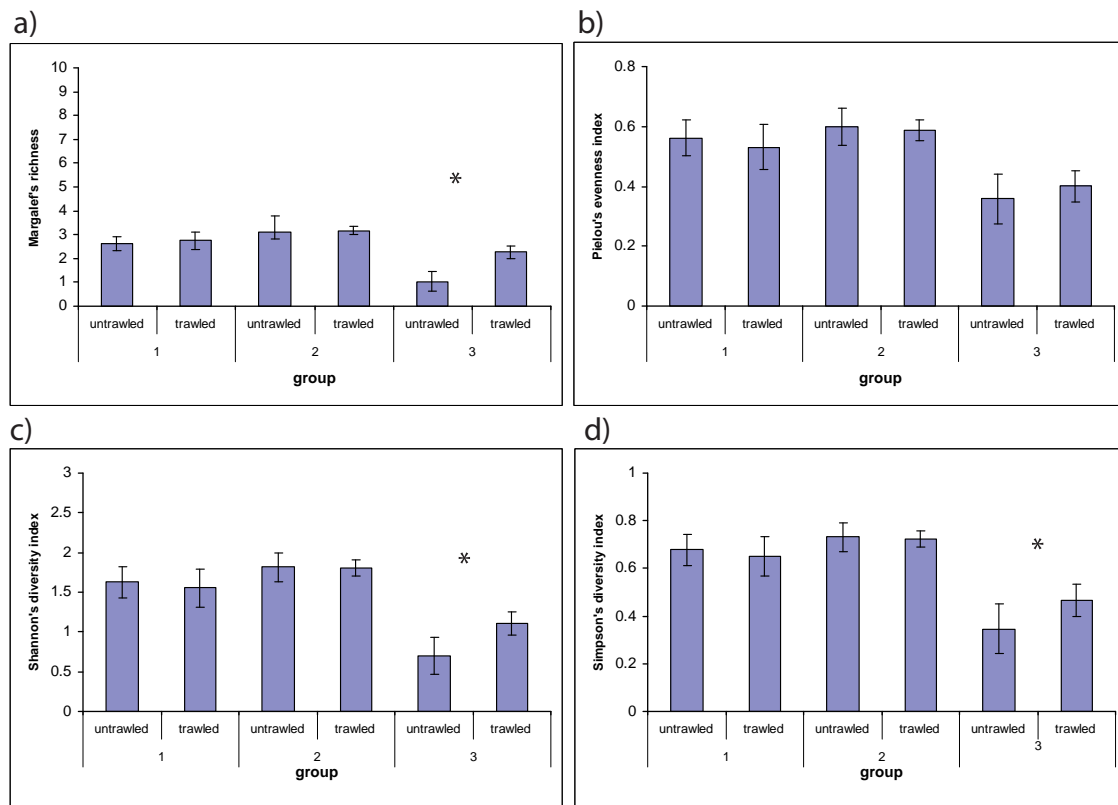 a)
Margalef's richness
10
9
8
7
6
5
4
3
2
1
0
*
untrawled trawled untrawled trawled untrawled trawled
1 2 3
group
b)
Pielou's evenness index
0.8
0.6
0.4
0.2
0
untrawled trawled untrawled trawled untrawled trawled
1 2 3
group
c)
Shannon's diversity index
3
2.5
2
1.5
1
0.5
0
*
untrawled trawled untrawled trawled untrawled trawled
1 2 3
group
d)
Simpson's diversity index
1
0.8
0.6
0.4
0.2
0
*
untrawled trawled untrawled trawled untrawled trawled
1 2 3
group